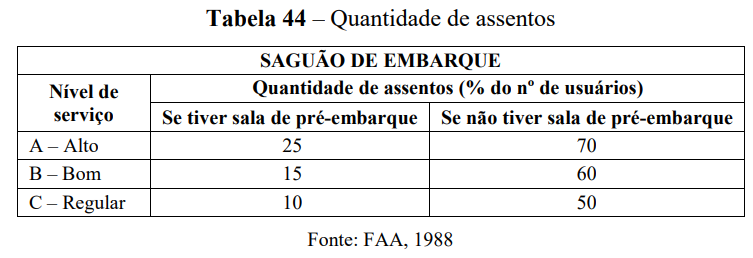 Tabela 44 – Quantidade de assentos
SAGUÃO DE EMBARQUE
Nível de serviço
Quantidade de assentos (% do nº de usuários)
Se tiver sala de pré-embarque
Se não tiver sala de pré-embarque
A – Alto 25 70
B – Bom 15 60
C – Regular 10 50
Fonte: FAA, 1988